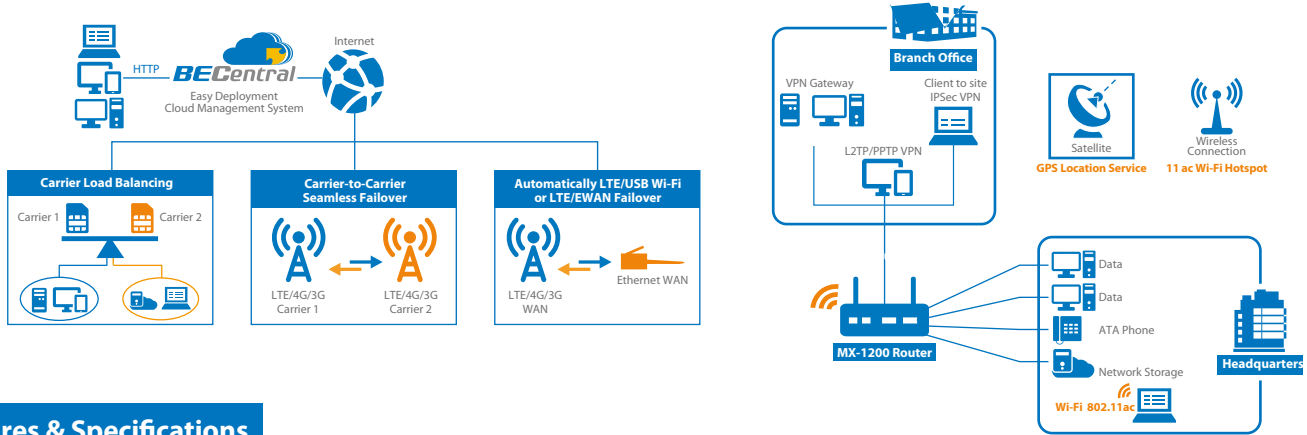 HTTP
BECentral
Easy Deployment
Cloud Management System
Internet
Carrier Load Balancing
Carrier 1
Carrier 2
Carrier-to-Carrier
Seamless Failover
LTE/4G/3G
Carrier 1
LTE/4G/3G
Carrier 2
Automatically LTE/USB Wi-Fi
or LTE/EWAN Failover
LTE/4G/3G
WAN
Ethernet WAN
Branch Office
VPN Gateway
Client to site
IPSec VPN
L2TP/PPTP VPN
Satellite
GPS Location Service
Wireless
Connection
11 ac Wi-Fi Hotspot
MX-1200 Router
Data
Data
ATA Phone
Network Storage
Wi-Fi 802.11ac
Headquarters
res & Specifications